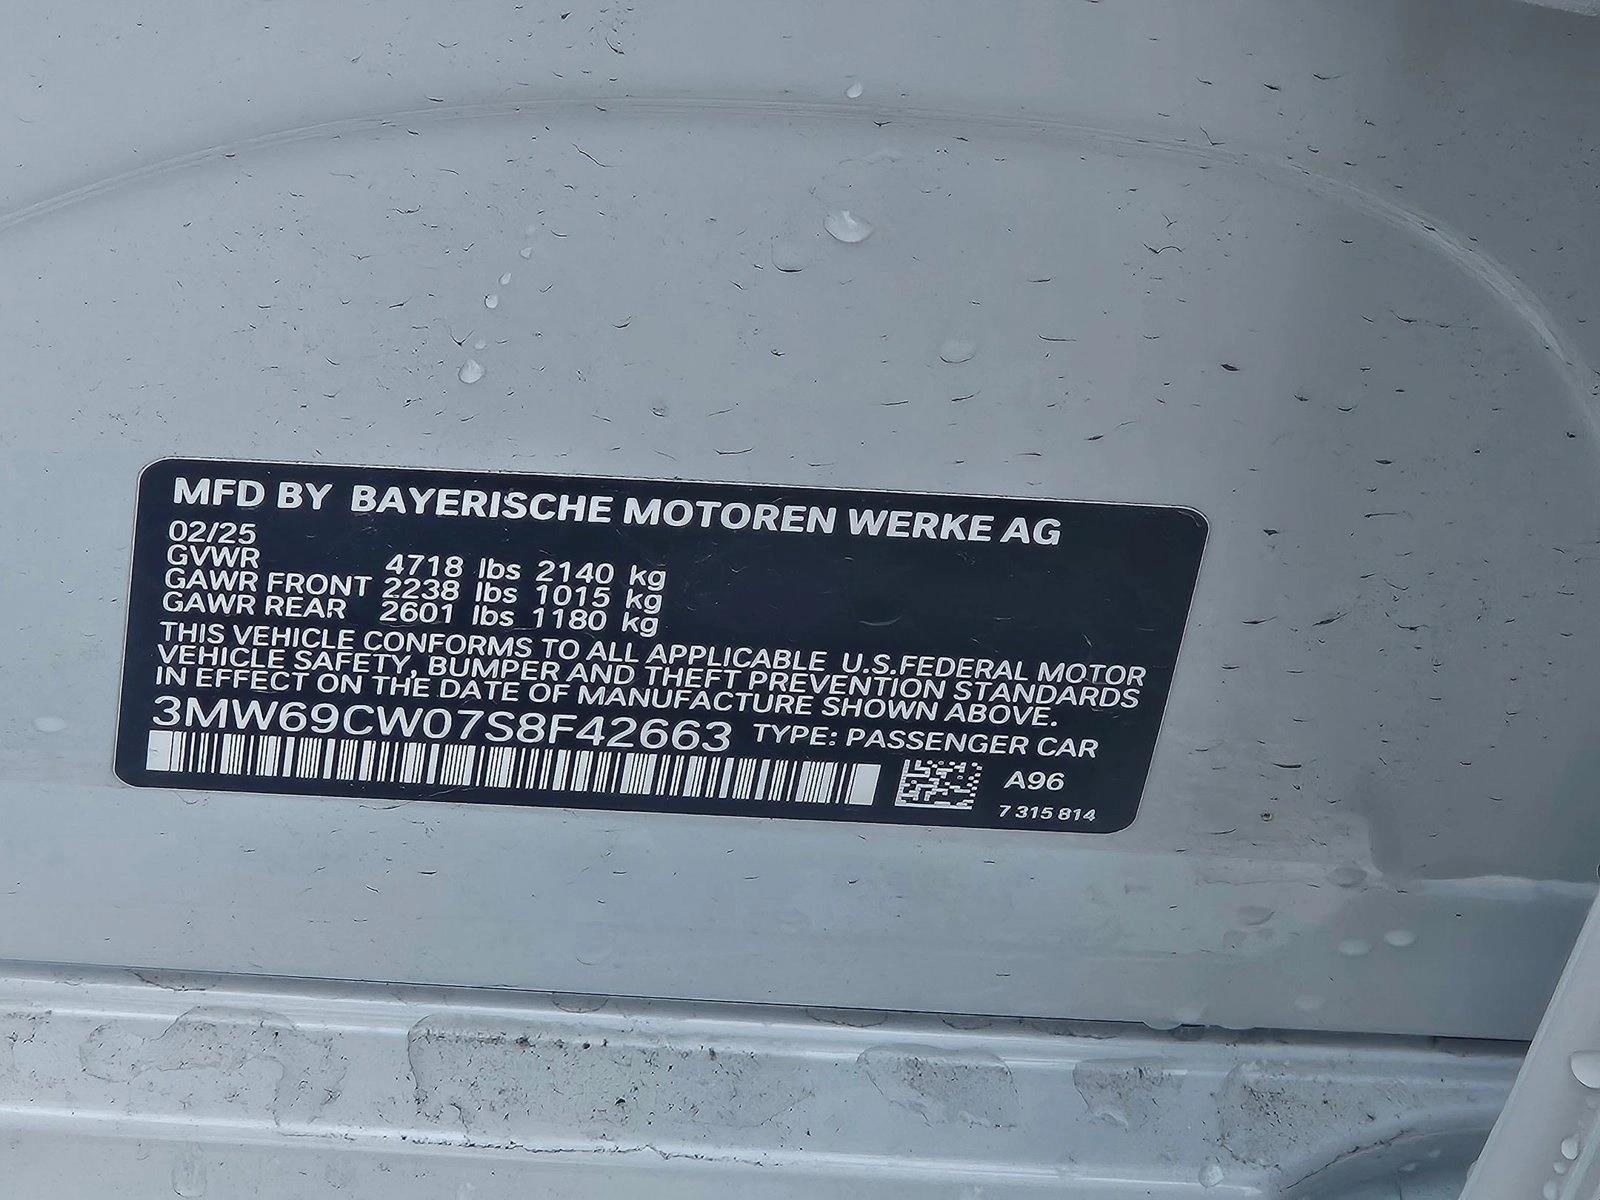 MFD BY BAYERISCHE MOTOREN WERKE AG
02/25
GVWR 4718 lbs 2140 kg
GAWR FRONT 2238 lbs 1015 kg
GAWR REAR 2601 lbs 1180 kg
THIS VEHICLE CONFORMS TO ALL APPLICABLE U.S.FEDERAL MOTOR
VEHICLE SAFETY, BUMPER AND THEFT PREVENTION STANDARDS
IN EFFECT ON THE DATE OF MANUFACTURE SHOWN ABOVE.
3MW69CW07S8F42663 TYPE: PASSENGER CAR
A96
7 315 814